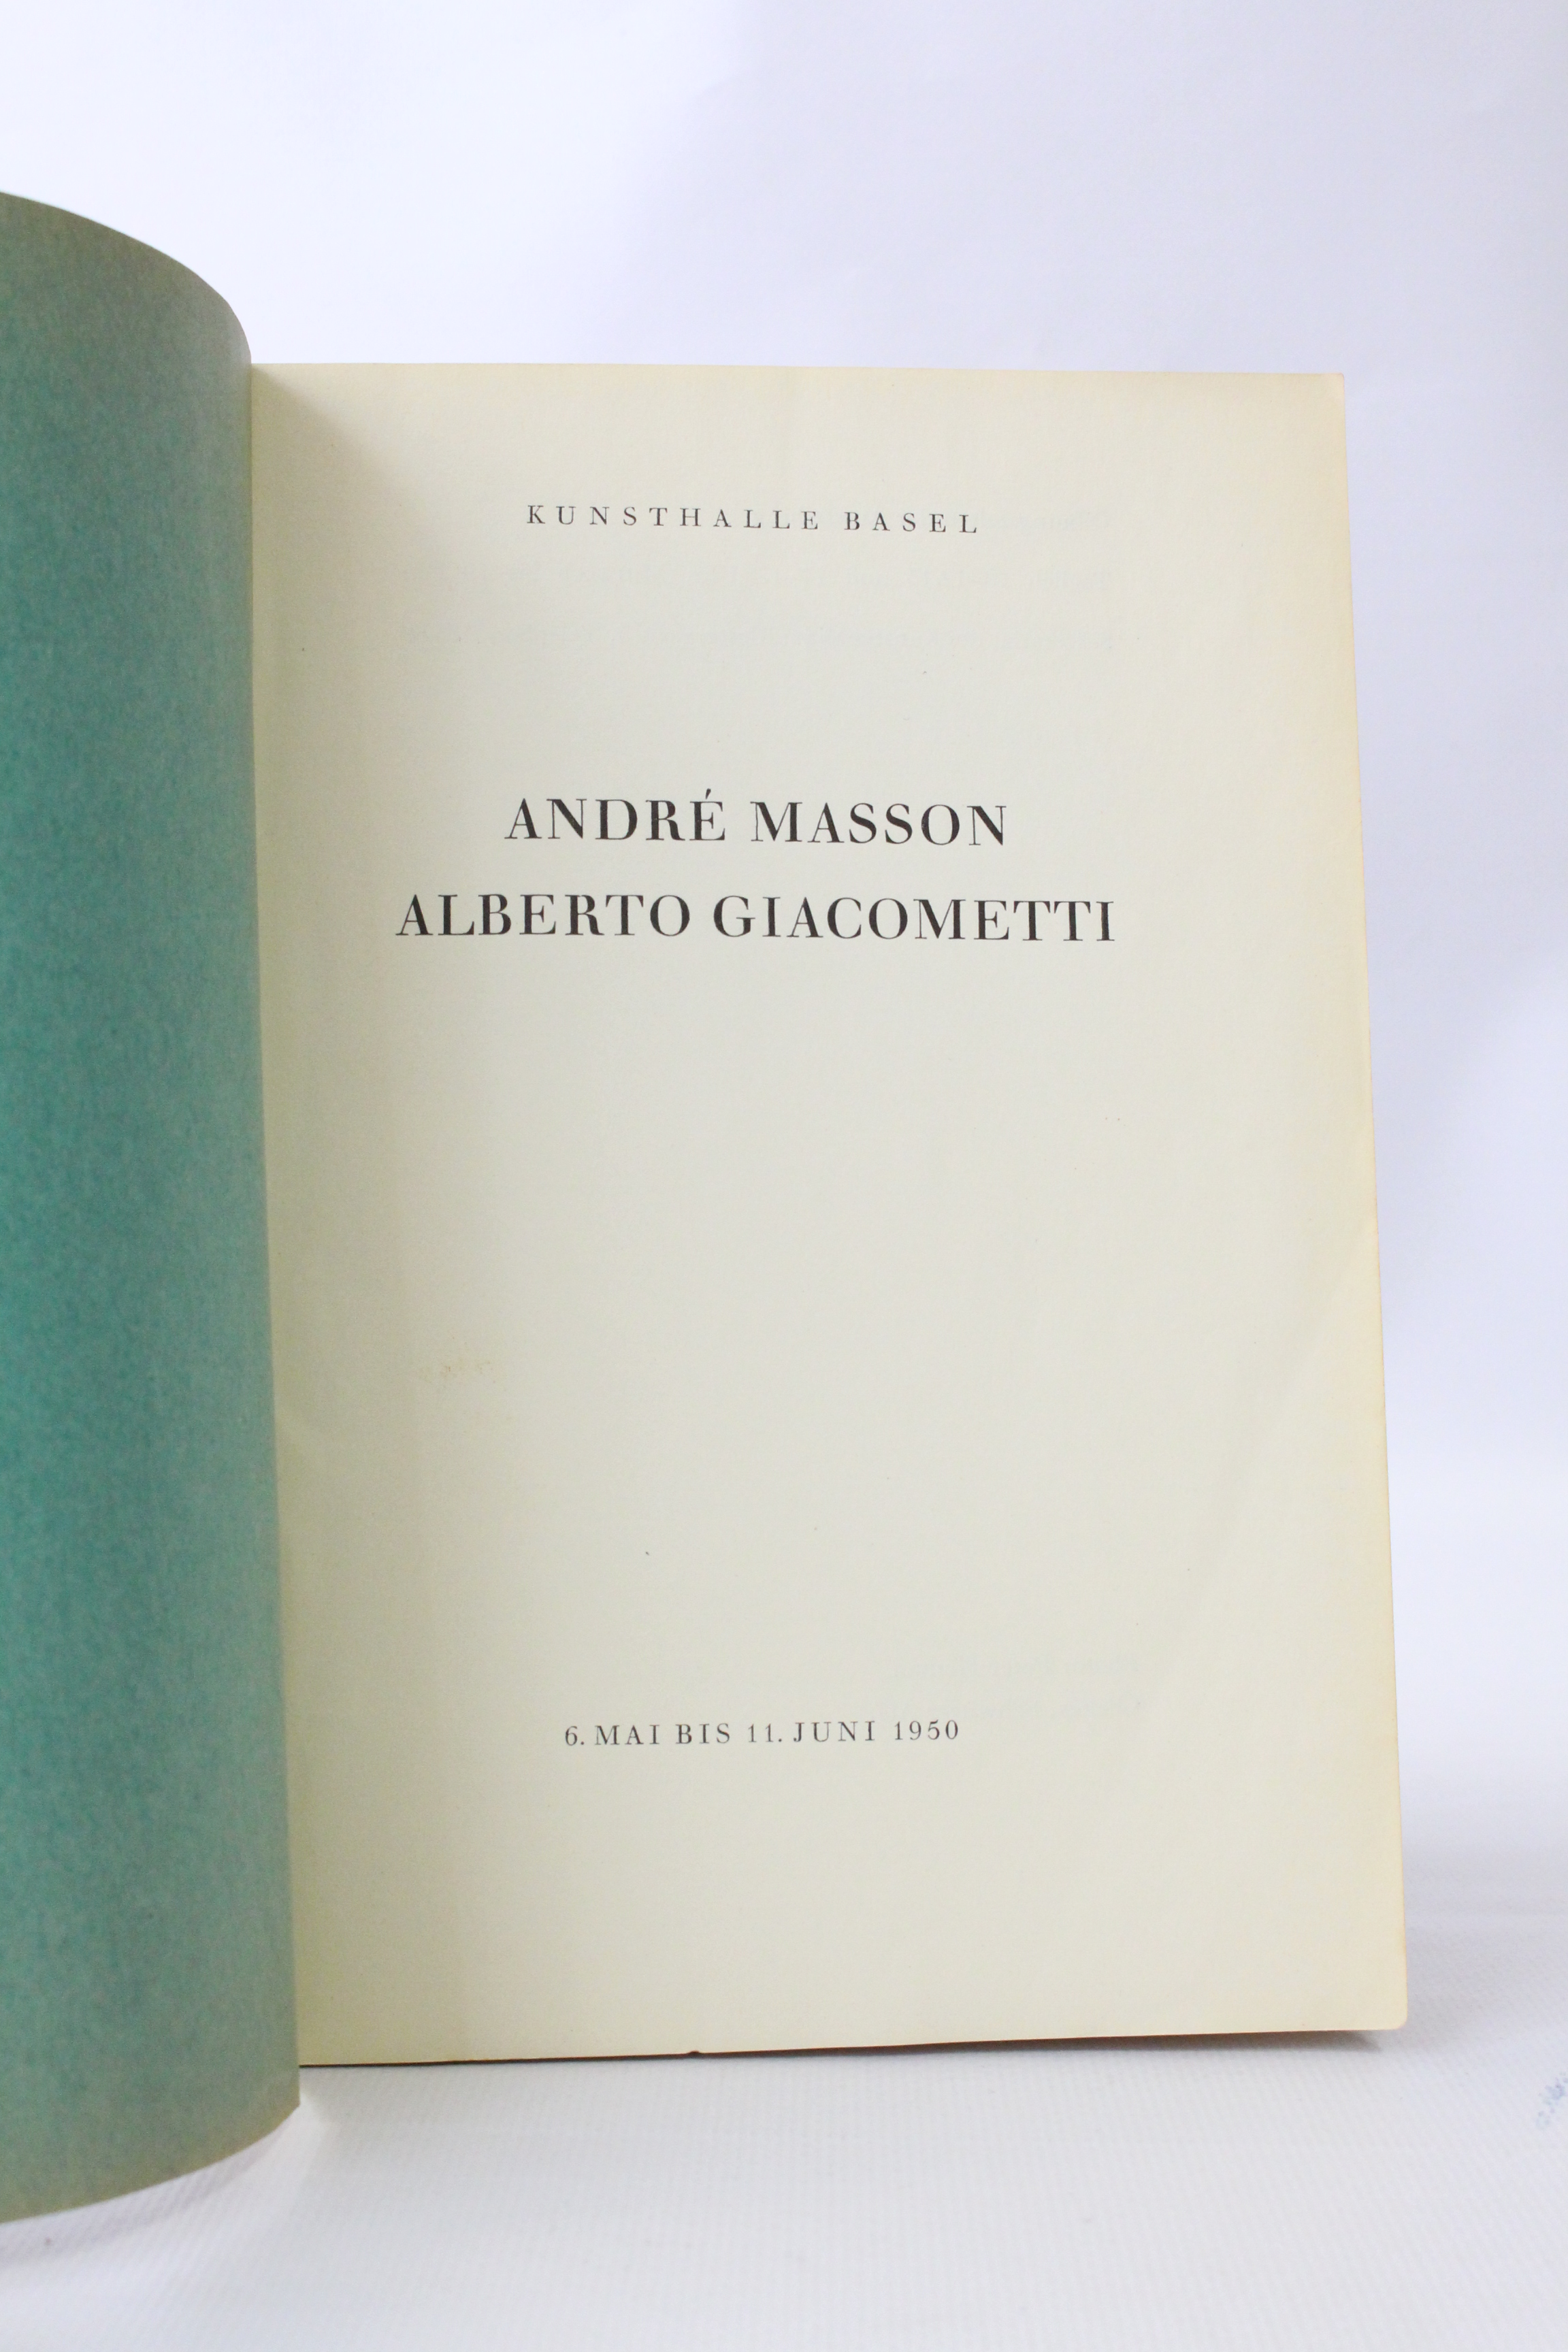 KUNSTHALLE BASEL
ANDRÉ MASSON
ALBERTO GIACOMETTI
6. MAI BIS 11. JUNI 1950